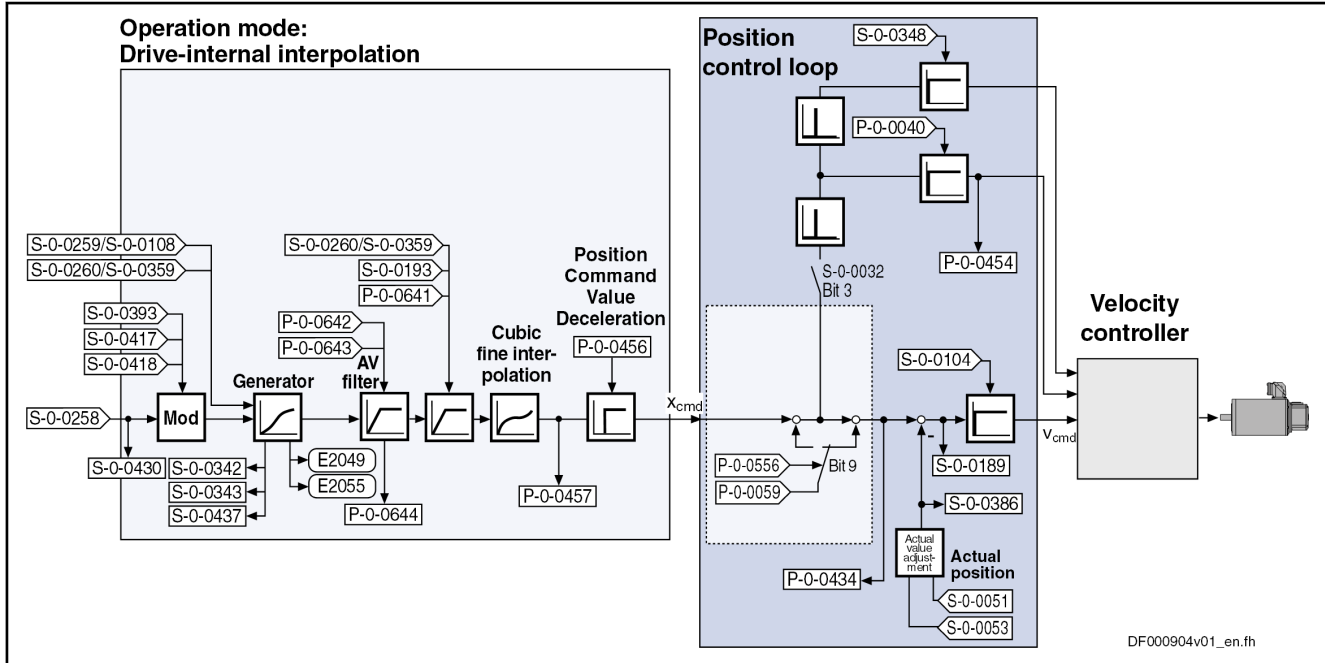 Operation mode:
Drive-internal interpolation
Position
control loop
S-0-0348
P-0-0040
P-0-0454
S-0-0032
Bit 3
Velocity
controller
S-0-0259/S-0-0108
S-0-0260/S-0-0359
S-0-0393
S-0-0417
S-0-0418
S-0-0258
Mod
S-0-0430
Generator
S-0-0342
S-0-0343
S-0-0437
E2049
E2055
P-0-0642
P-0-0643
AV
filter
P-0-0644
S-0-0260/S-0-0359
S-0-0193
P-0-0641
Cubic
fine inter-
polation
P-0-0457
Position
Command
Value
Deceleration
P-0-0456
xcmd
P-0-0556
P-0-0059
Bit 9
S-0-0104
-
S-0-0189
vcmd
S-0-0386
Actual
value
adjust-
ment
Actual
position
P-0-0434
S-0-0051
S-0-0053
DF000904v01_en.fh